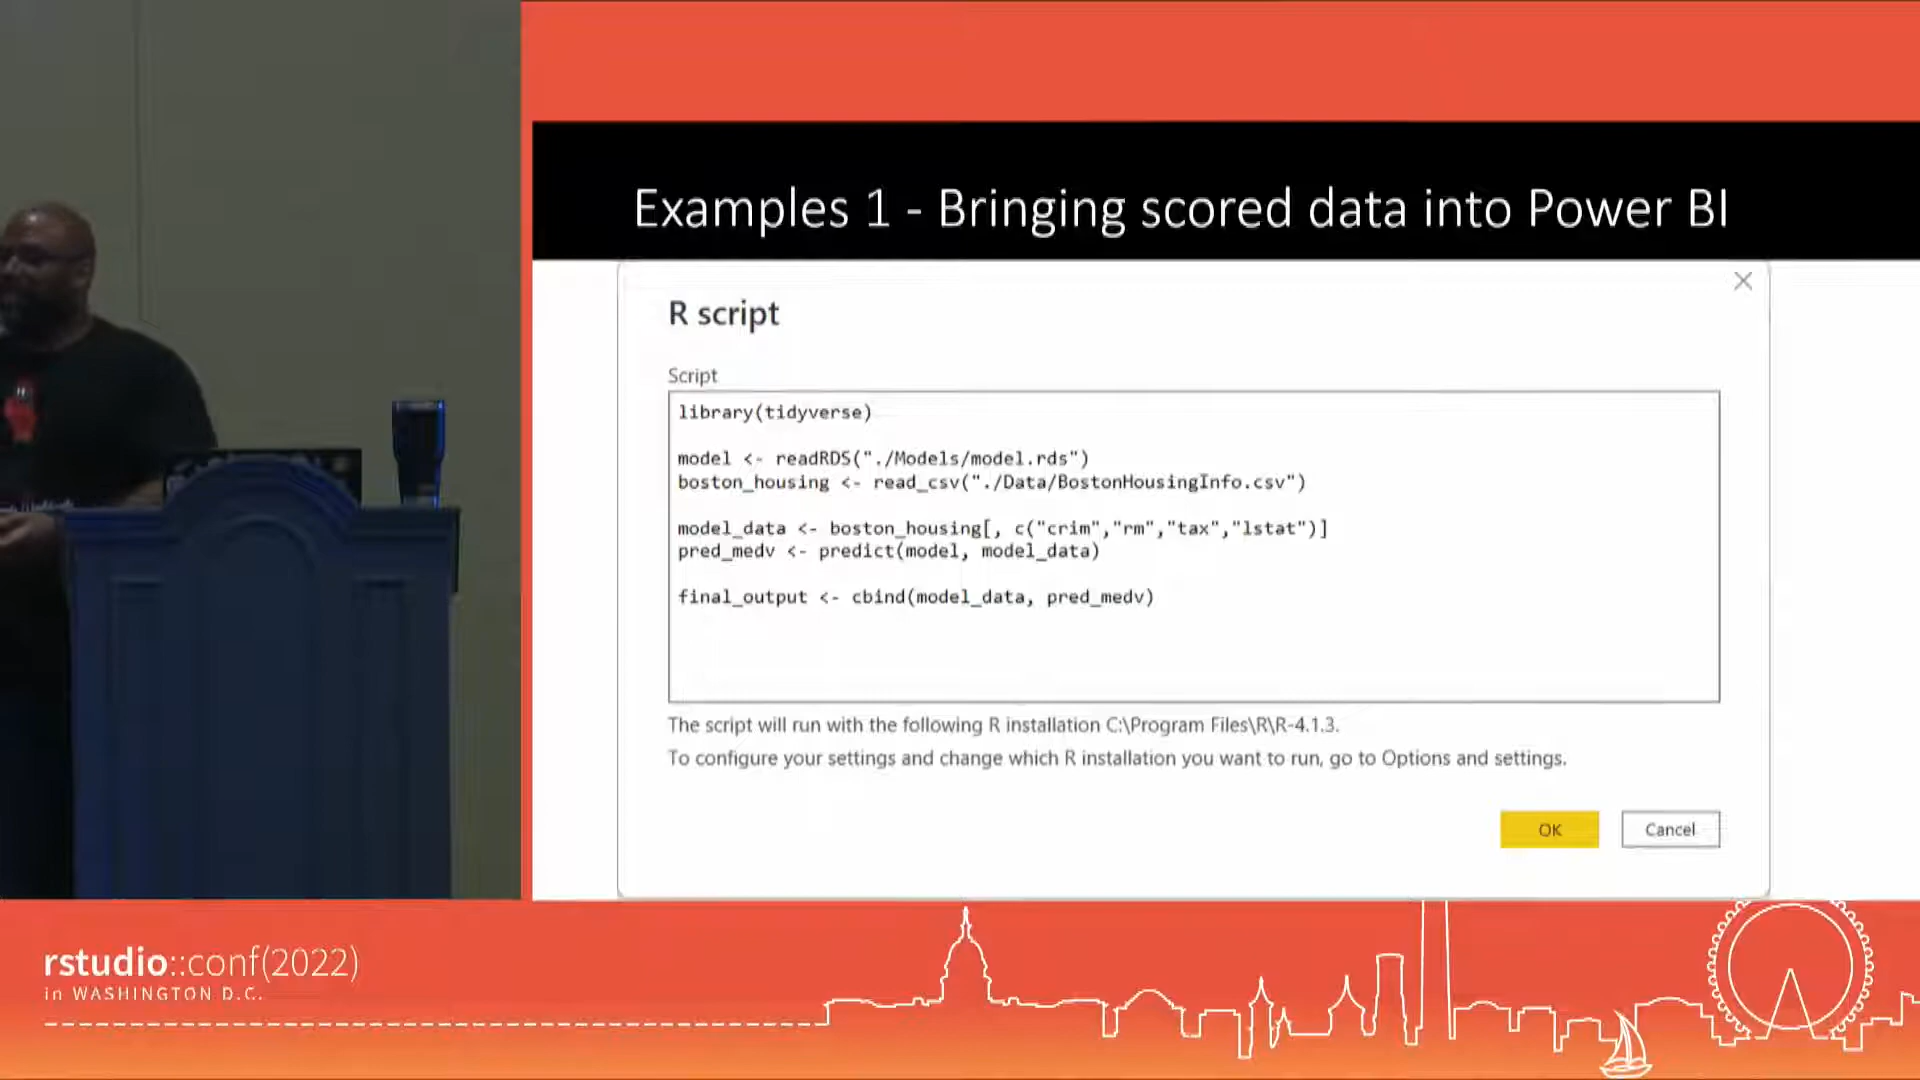 Examples 1 - Bringing scored data into Power BI
R script
Script
library(tidyverse)
model <- readRDS("./Models/model.rds")
boston_housing <- read_csv("./Data/BostonHousingInfo.csv")
model_data <- boston_housing[, c("crim","rm","tax","lstat")]
pred_medv <- predict(model, model_data)
final_output <- cbind(model_data, pred_medv)
The script will run with the following R installation C:\Program Files\R\R-4.1.3.
To configure your settings and change which R installation you want to run, go to Options and settings.
OK
Cancel
rstudio::conf(2022)
in WASHINGTON D.C.